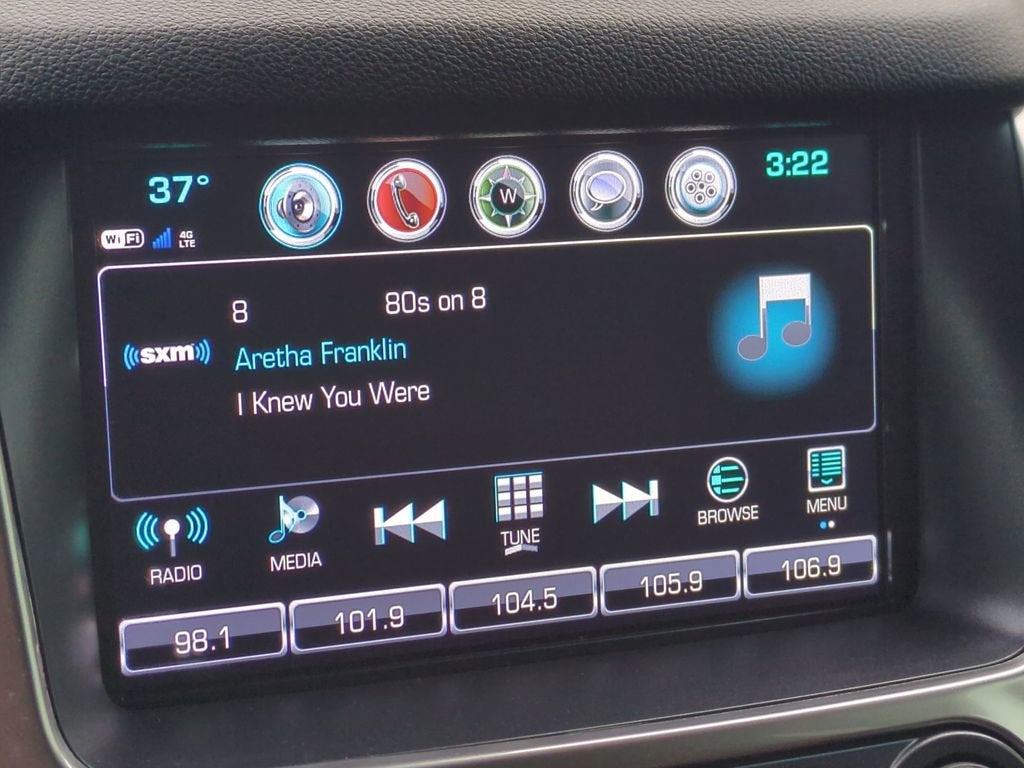 37° 3:22
W
WiFi 4G LTE
8 80s on 8
sxm
Aretha Franklin
I Knew You Were
RADIO MEDIA TUNE BROWSE MENU
98.1 101.9 104.5 105.9 106.9